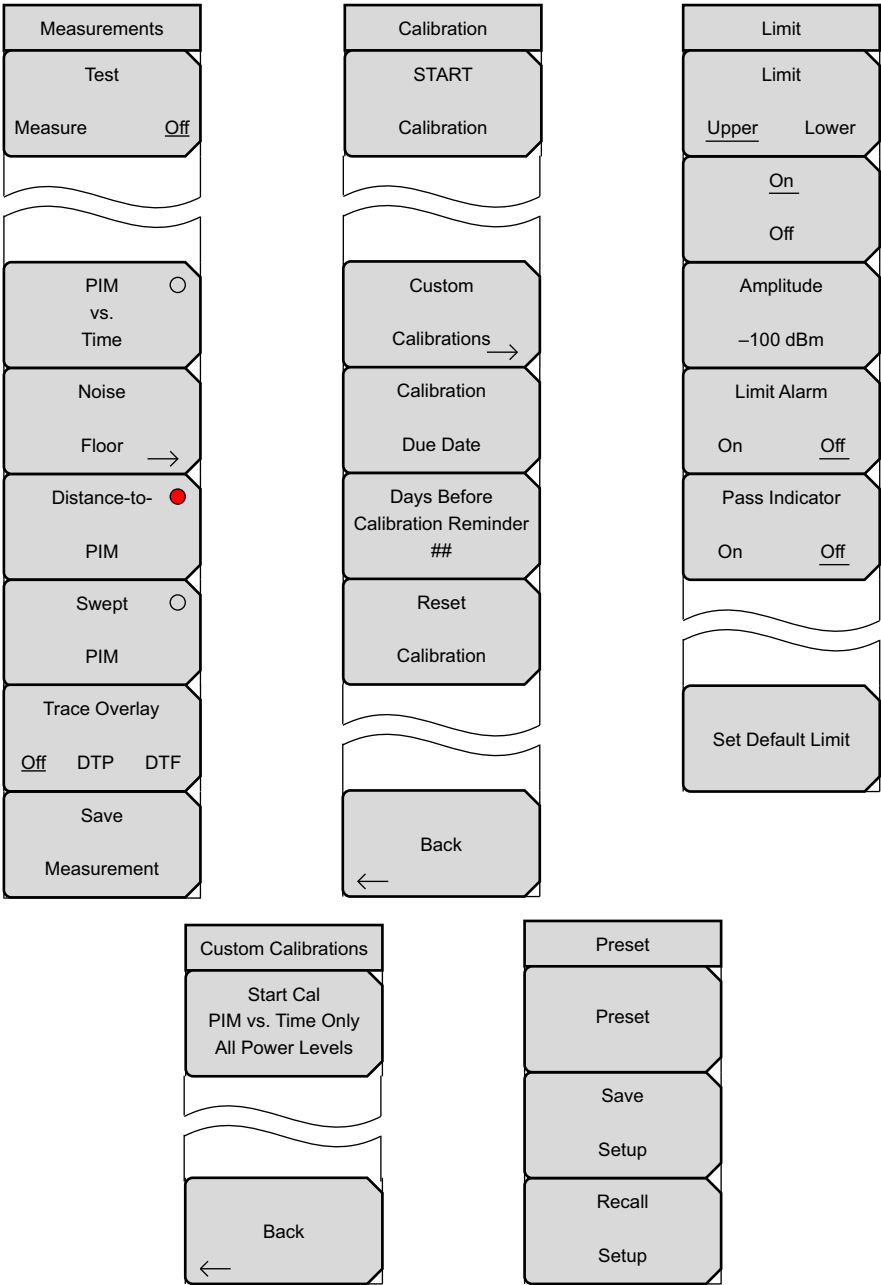 Measurements
Test
Measure Off
PIM
vs.
Time
Noise
Floor
Distance-to-
PIM
Swept
PIM
Trace Overlay
Off DTP DTF
Save
Measurement
Calibration
START
Calibration
Custom
Calibrations
Calibration
Due Date
Days Before
Calibration Reminder
##
Reset
Calibration
Back
Limit
Limit
Upper Lower
On
Off
Amplitude
–100 dBm
Limit Alarm
On Off
Pass Indicator
On Off
Set Default Limit
Custom Calibrations
Start Cal
PIM vs. Time Only
All Power Levels
Back
Preset
Preset
Save
Setup
Recall
Setup